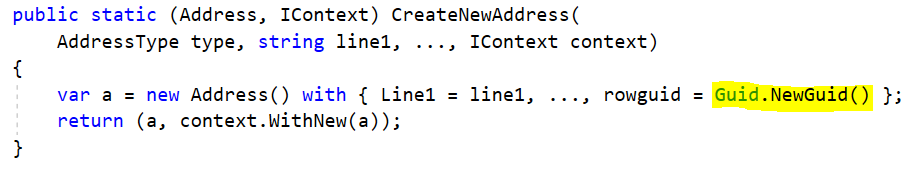 public static (Address, IContext) CreateNewAddress(
AddressType type, string line1, ..., IContext context)
{
var a = new Address() with { Line1 = line1, ..., rowguid = Guid.NewGuid() };
return (a, context.WithNew(a));
}